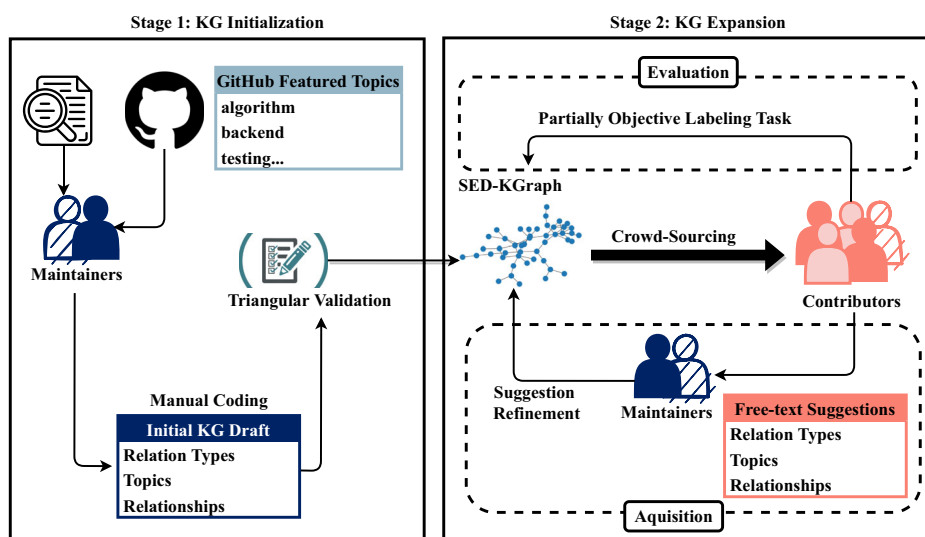 Stage 1: KG Initialization
GitHub Featured Topics
algorithm
backend
testing...
Maintainers
Triangular Validation
Manual Coding
Initial KG Draft
Relation Types
Topics
Relationships
Stage 2: KG Expansion
Evaluation
Partially Objective Labeling Task
SED-KGraph
Crowd-Sourcing
Contributors
Suggestion
Refinement
Maintainers
Free-text Suggestions
Relation Types
Topics
Relationships
Aquisition